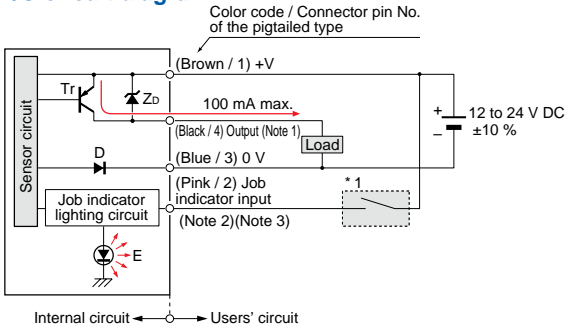 Color code / Connector pin No.
of the pigtailed type
(Brown / 1) +V
Tr
ZD
100 mA max.
(Black / 4) Output (Note 1)
Load
+
–
12 to 24 V DC
±10 %
Sensor circuit
D
(Blue / 3) 0 V
(Pink / 2) Job
indicator input
(Note 2)(Note 3)
* 1
Job indicator
lighting circuit
E
Internal circuit
Users' circuit